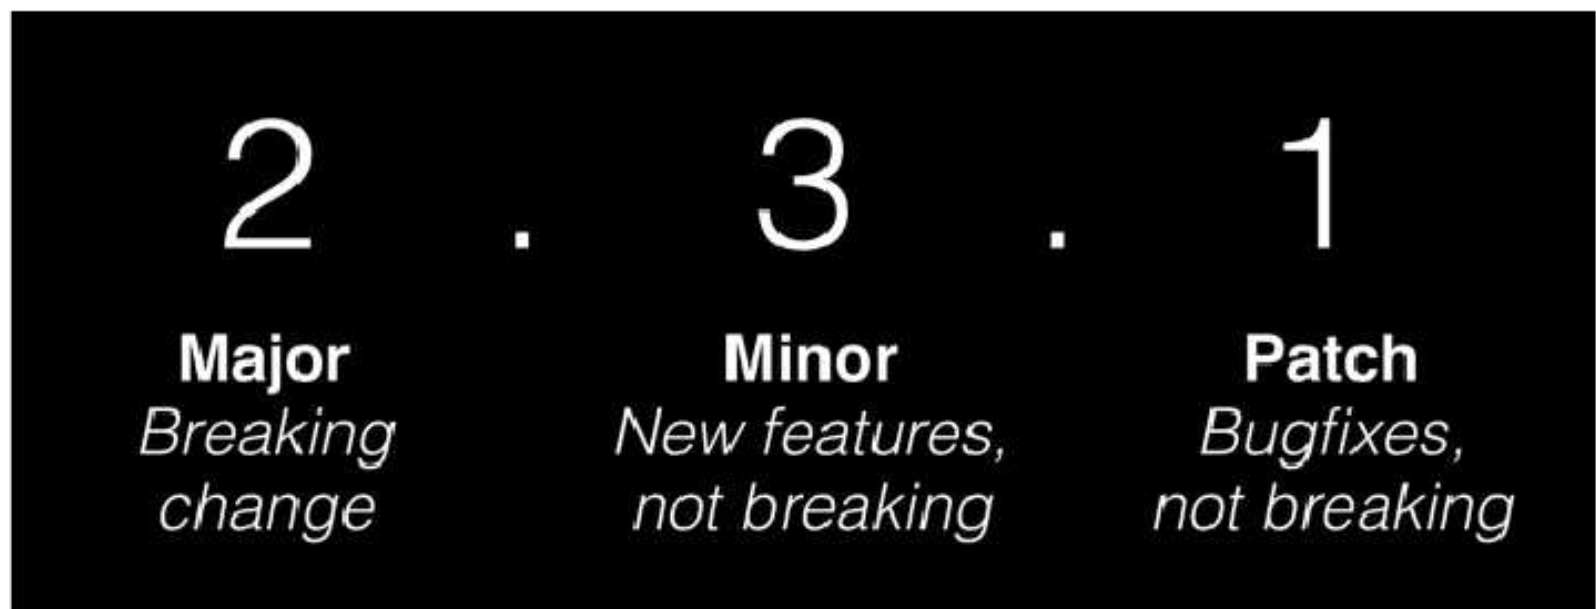 2 . 3 . 1
Major Minor Patch
Breaking New features, Bugfixes,
change not breaking not breaking